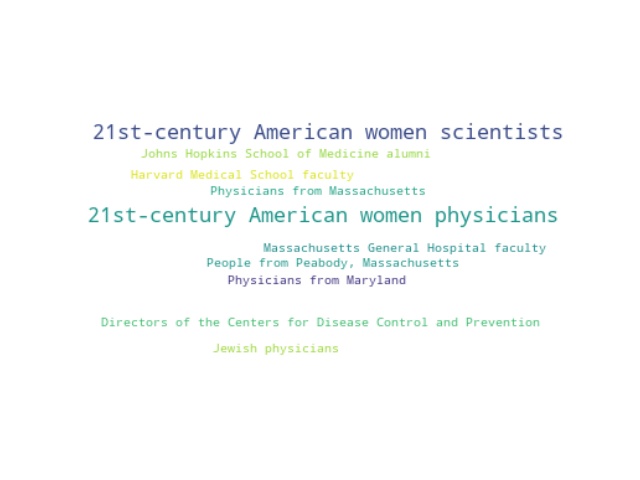 21st-century American women scientists
Johns Hopkins School of Medicine alumni
Harvard Medical School faculty
Physicians from Massachusetts
21st-century American women physicians
Massachusetts General Hospital faculty
People from Peabody, Massachusetts
Physicians from Maryland
Directors of the Centers for Disease Control and Prevention
Jewish physicians